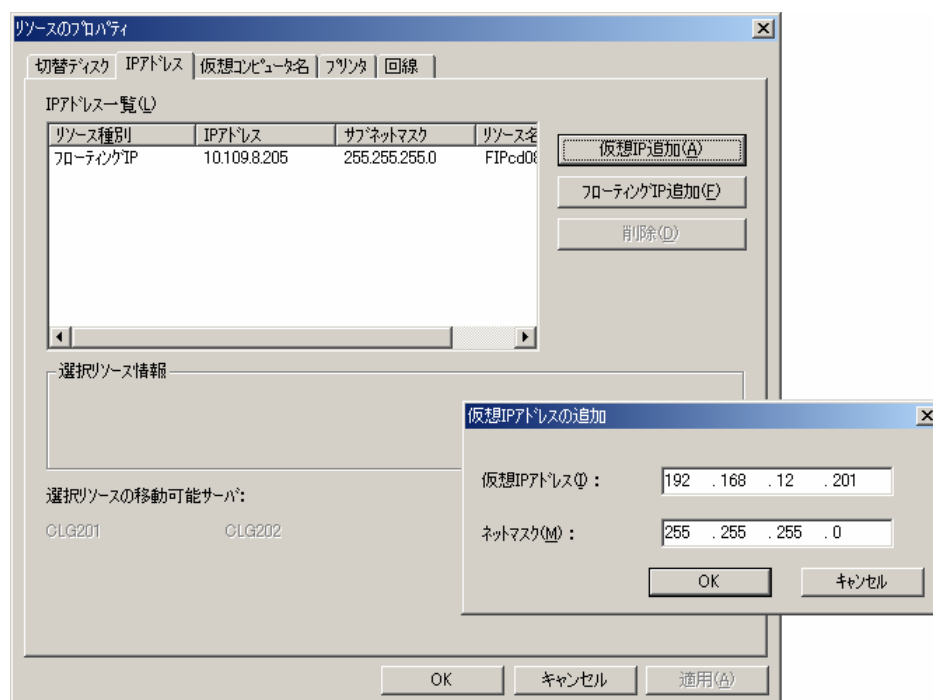 リソースのプロパティ
切替ディスク IPアドレス 仮想コンピュータ名 プリンタ 回線
IPアドレス一覧(L)
リソース種別 IPアドレス サブネットマスク リソース名
フローティングIP 10.109.8.205 255.255.255.0 FIPcd08
仮想IP追加(A)
フローティングIP追加(F)
削除(D)
選択リソース情報
選択リソースの移動可能サーバ:
CLG201 CLG202
仮想IPアドレスの追加
仮想IPアドレス(I): 192 .168 .12 .201
ネットマスク(M): 255 .255 .255 .0
OK キャンセル
OK キャンセル 適用(A)